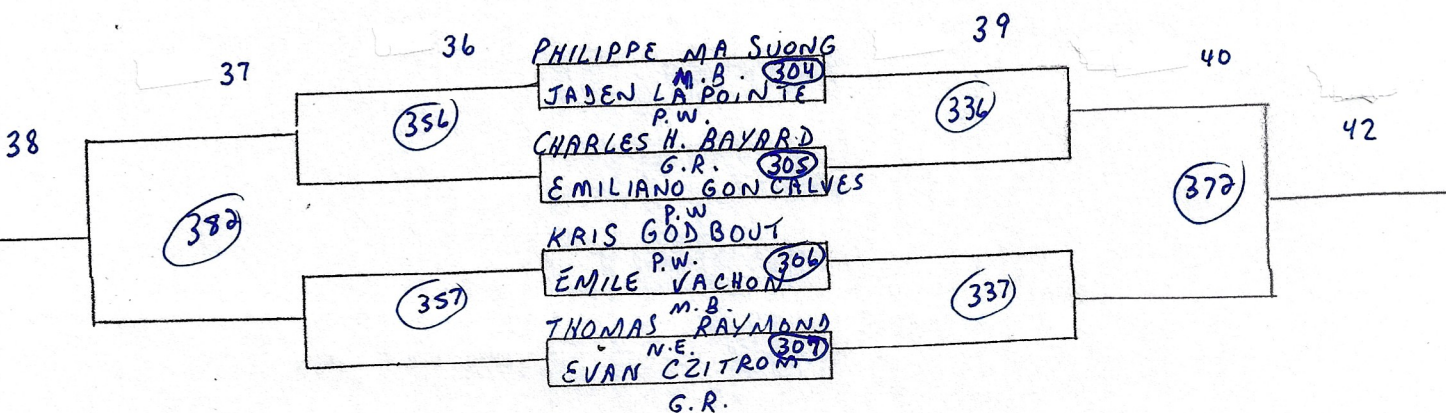 39
36
PHILIPPE MA SUONG
40
37
M.B. 304
JADEN LAPOINTE
42
38
356
P.W.
336
CHARLES H. BAYARD
G.R. 305
EMILIANO GONCALVES
372
382
P.W
KRIS GODBOUT
P.W. 306
ÉMILE VACHON
357
337
M.B.
THOMAS RAYMOND
N.E. 307
EVAN CZITROM
G.R.